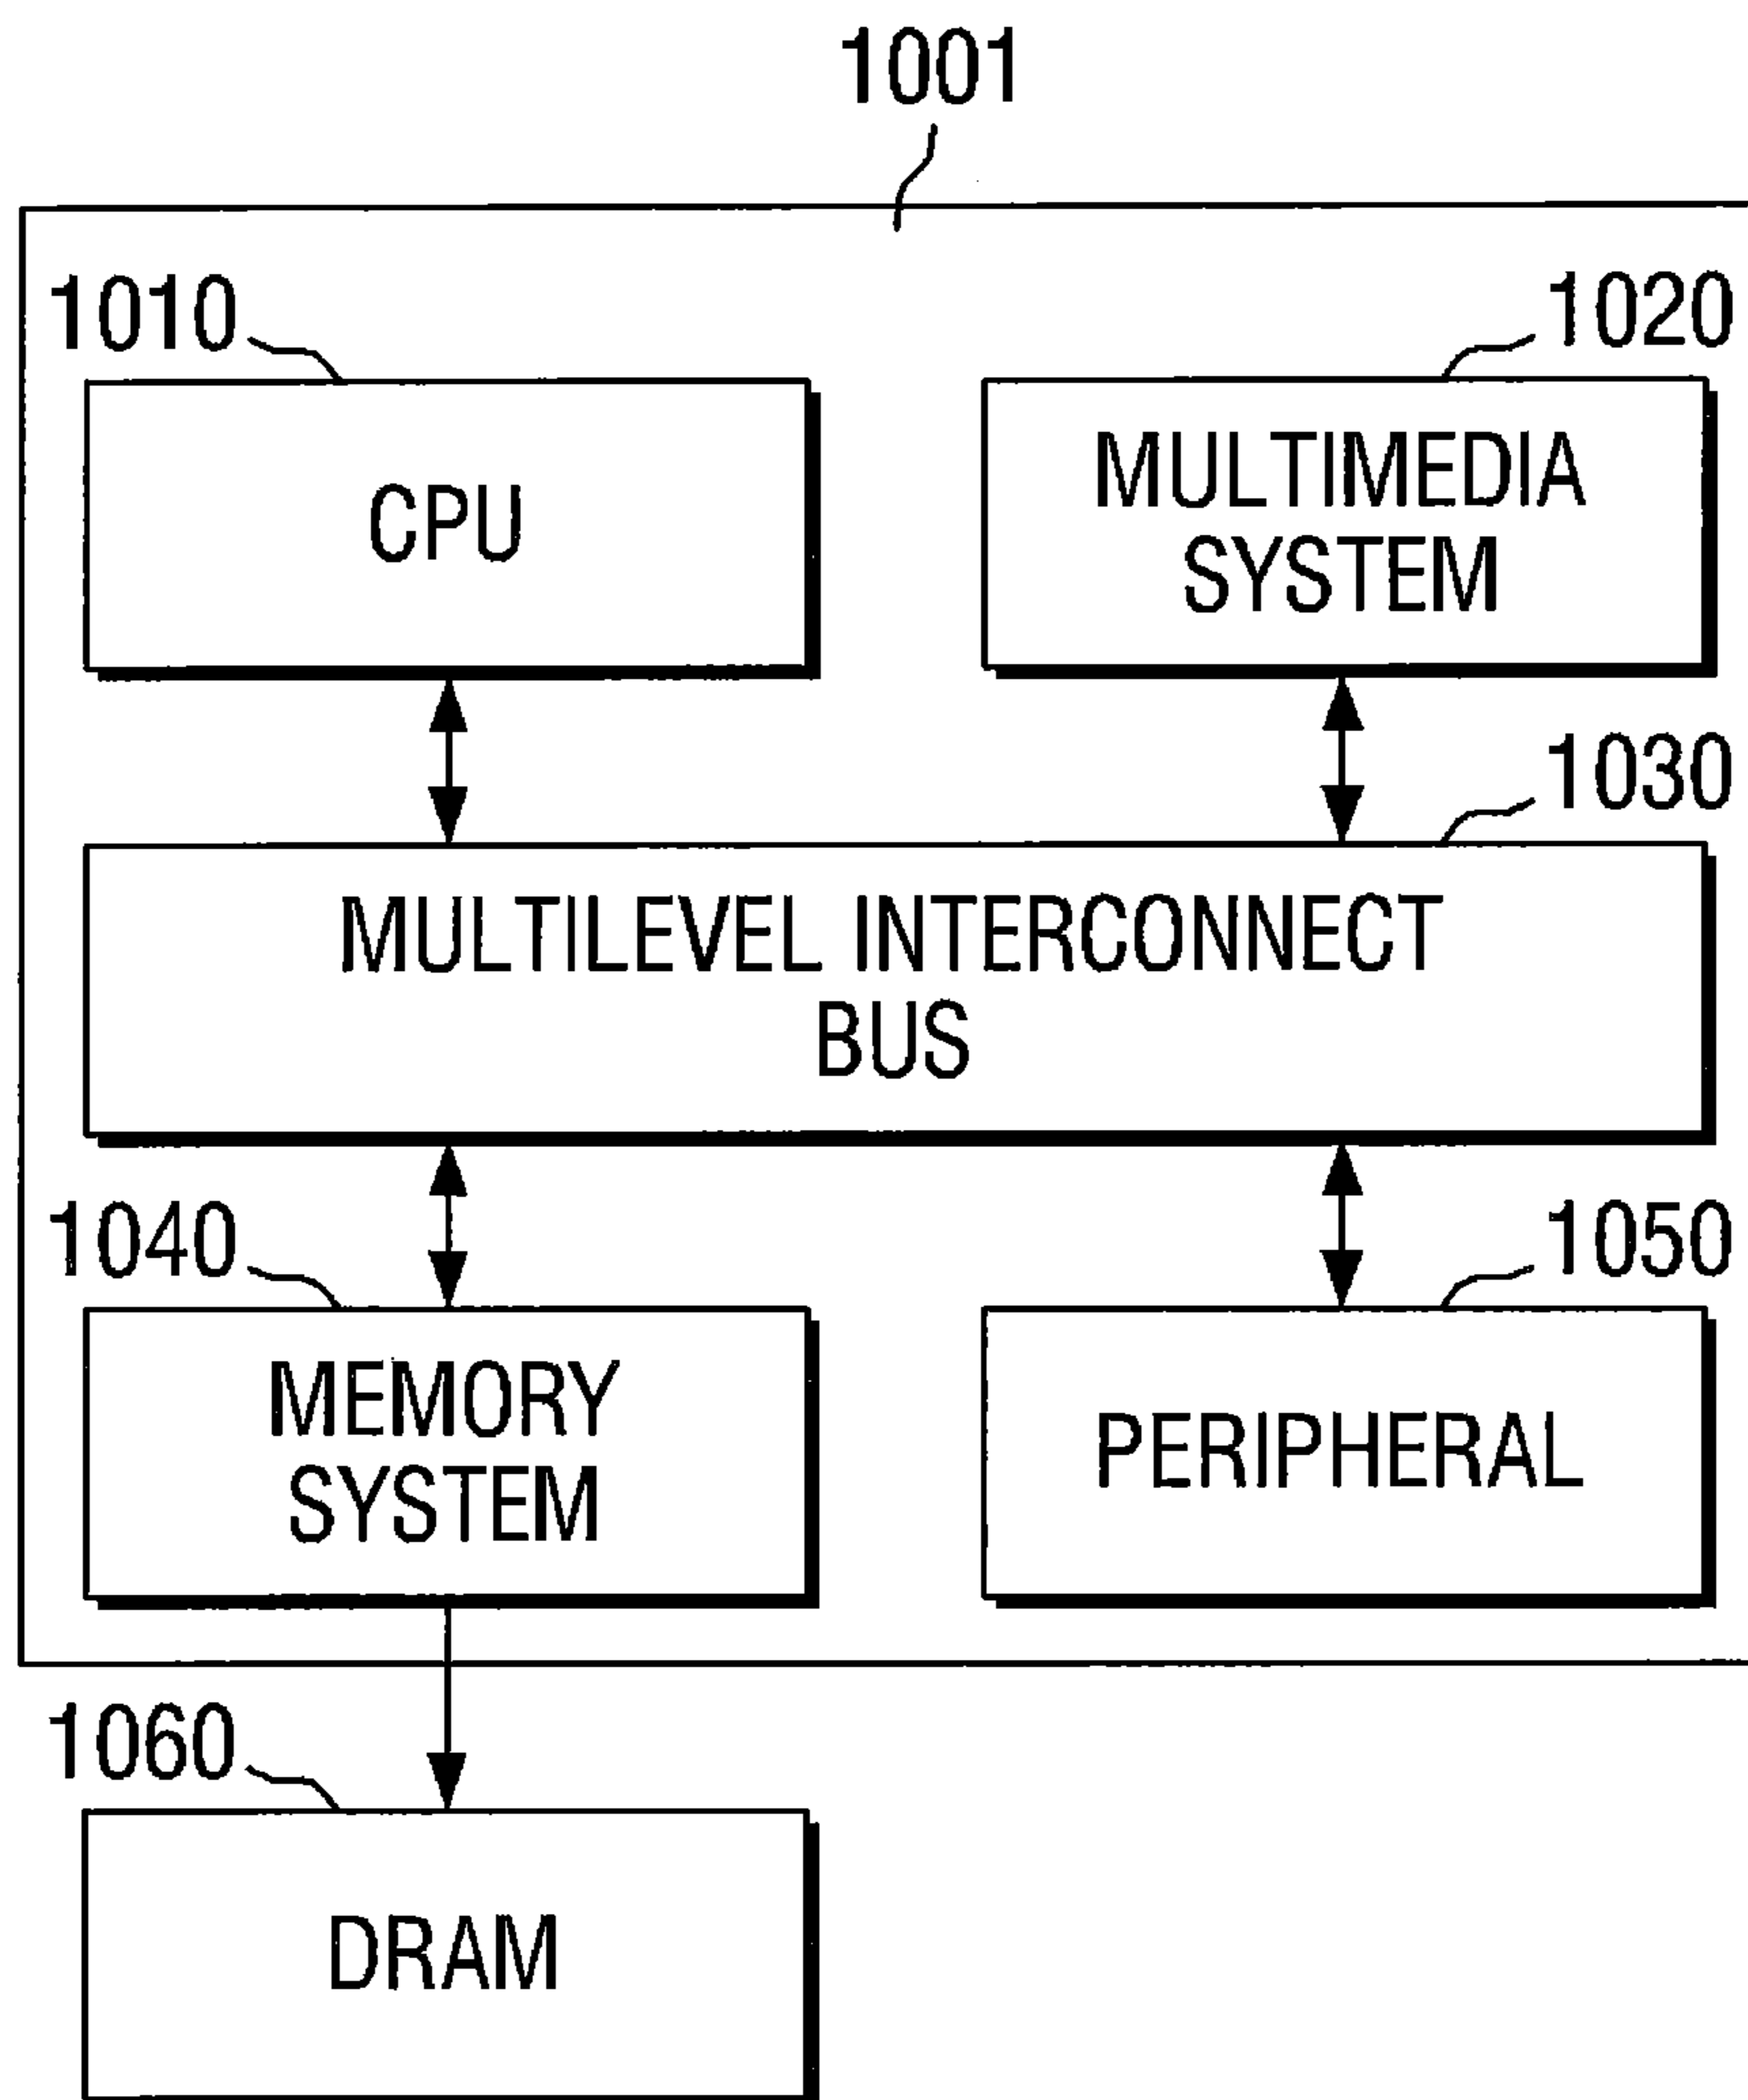 1001
1010
1020
CPU
MULTIMEDIA
SYSTEM
1030
MULTILEVEL INTERCONNECT
BUS
1040
1050
MEMORY
SYSTEM
PERIPHERAL
1060
DRAM